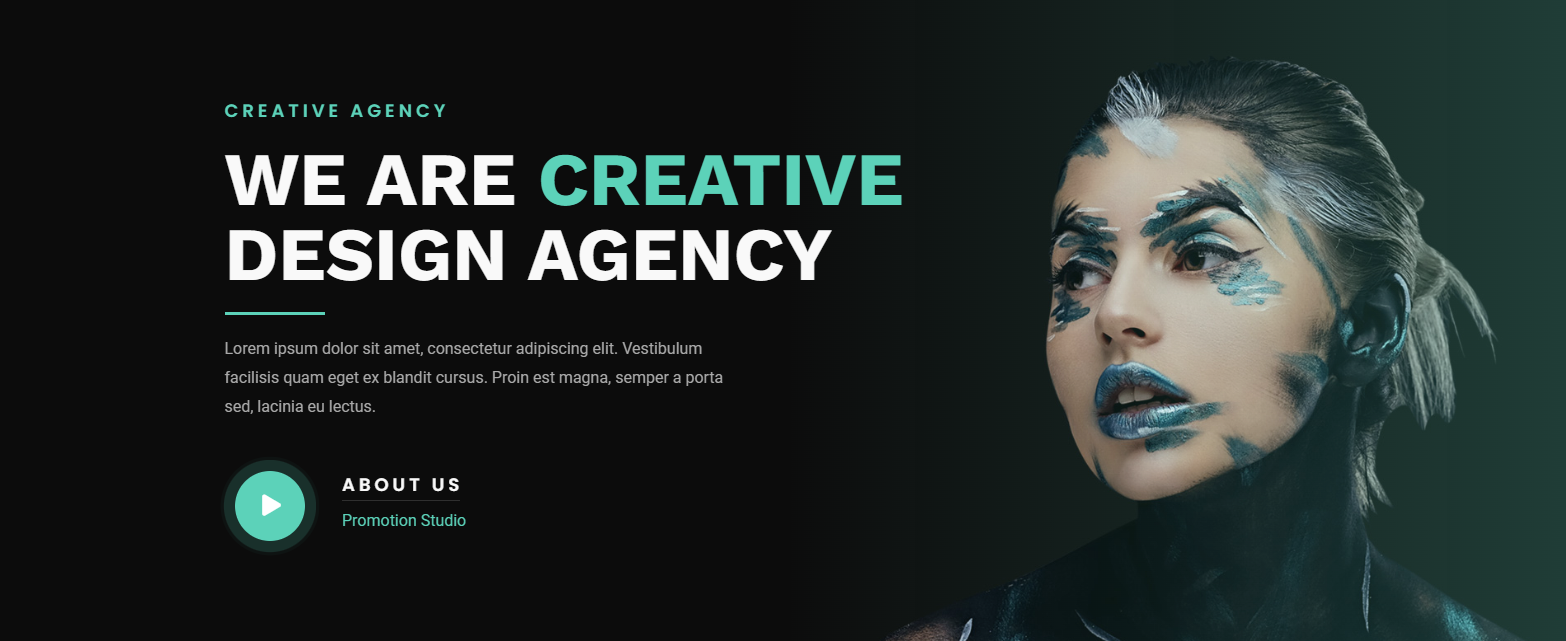 CREATIVE AGENCY
WE ARE CREATIVE
DESIGN AGENCY
Lorem ipsum dolor sit amet, consectetur adipiscing elit. Vestibulum
facilisis quam eget ex blandit cursus. Proin est magna, semper a porta
sed, lacinia eu lectus.
ABOUT US
Promotion Studio